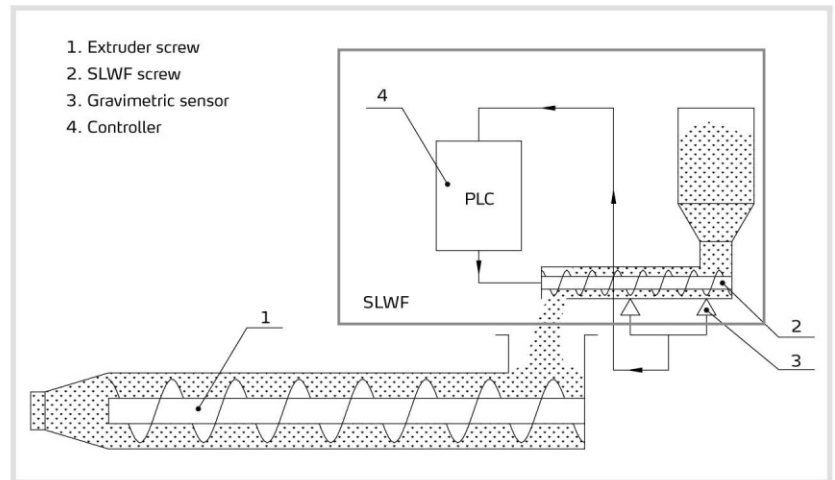 1. Extruder screw
2. SLWF screw
3. Gravimetric sensor
4. Controller
4
PLC
SLWF
1
2
3